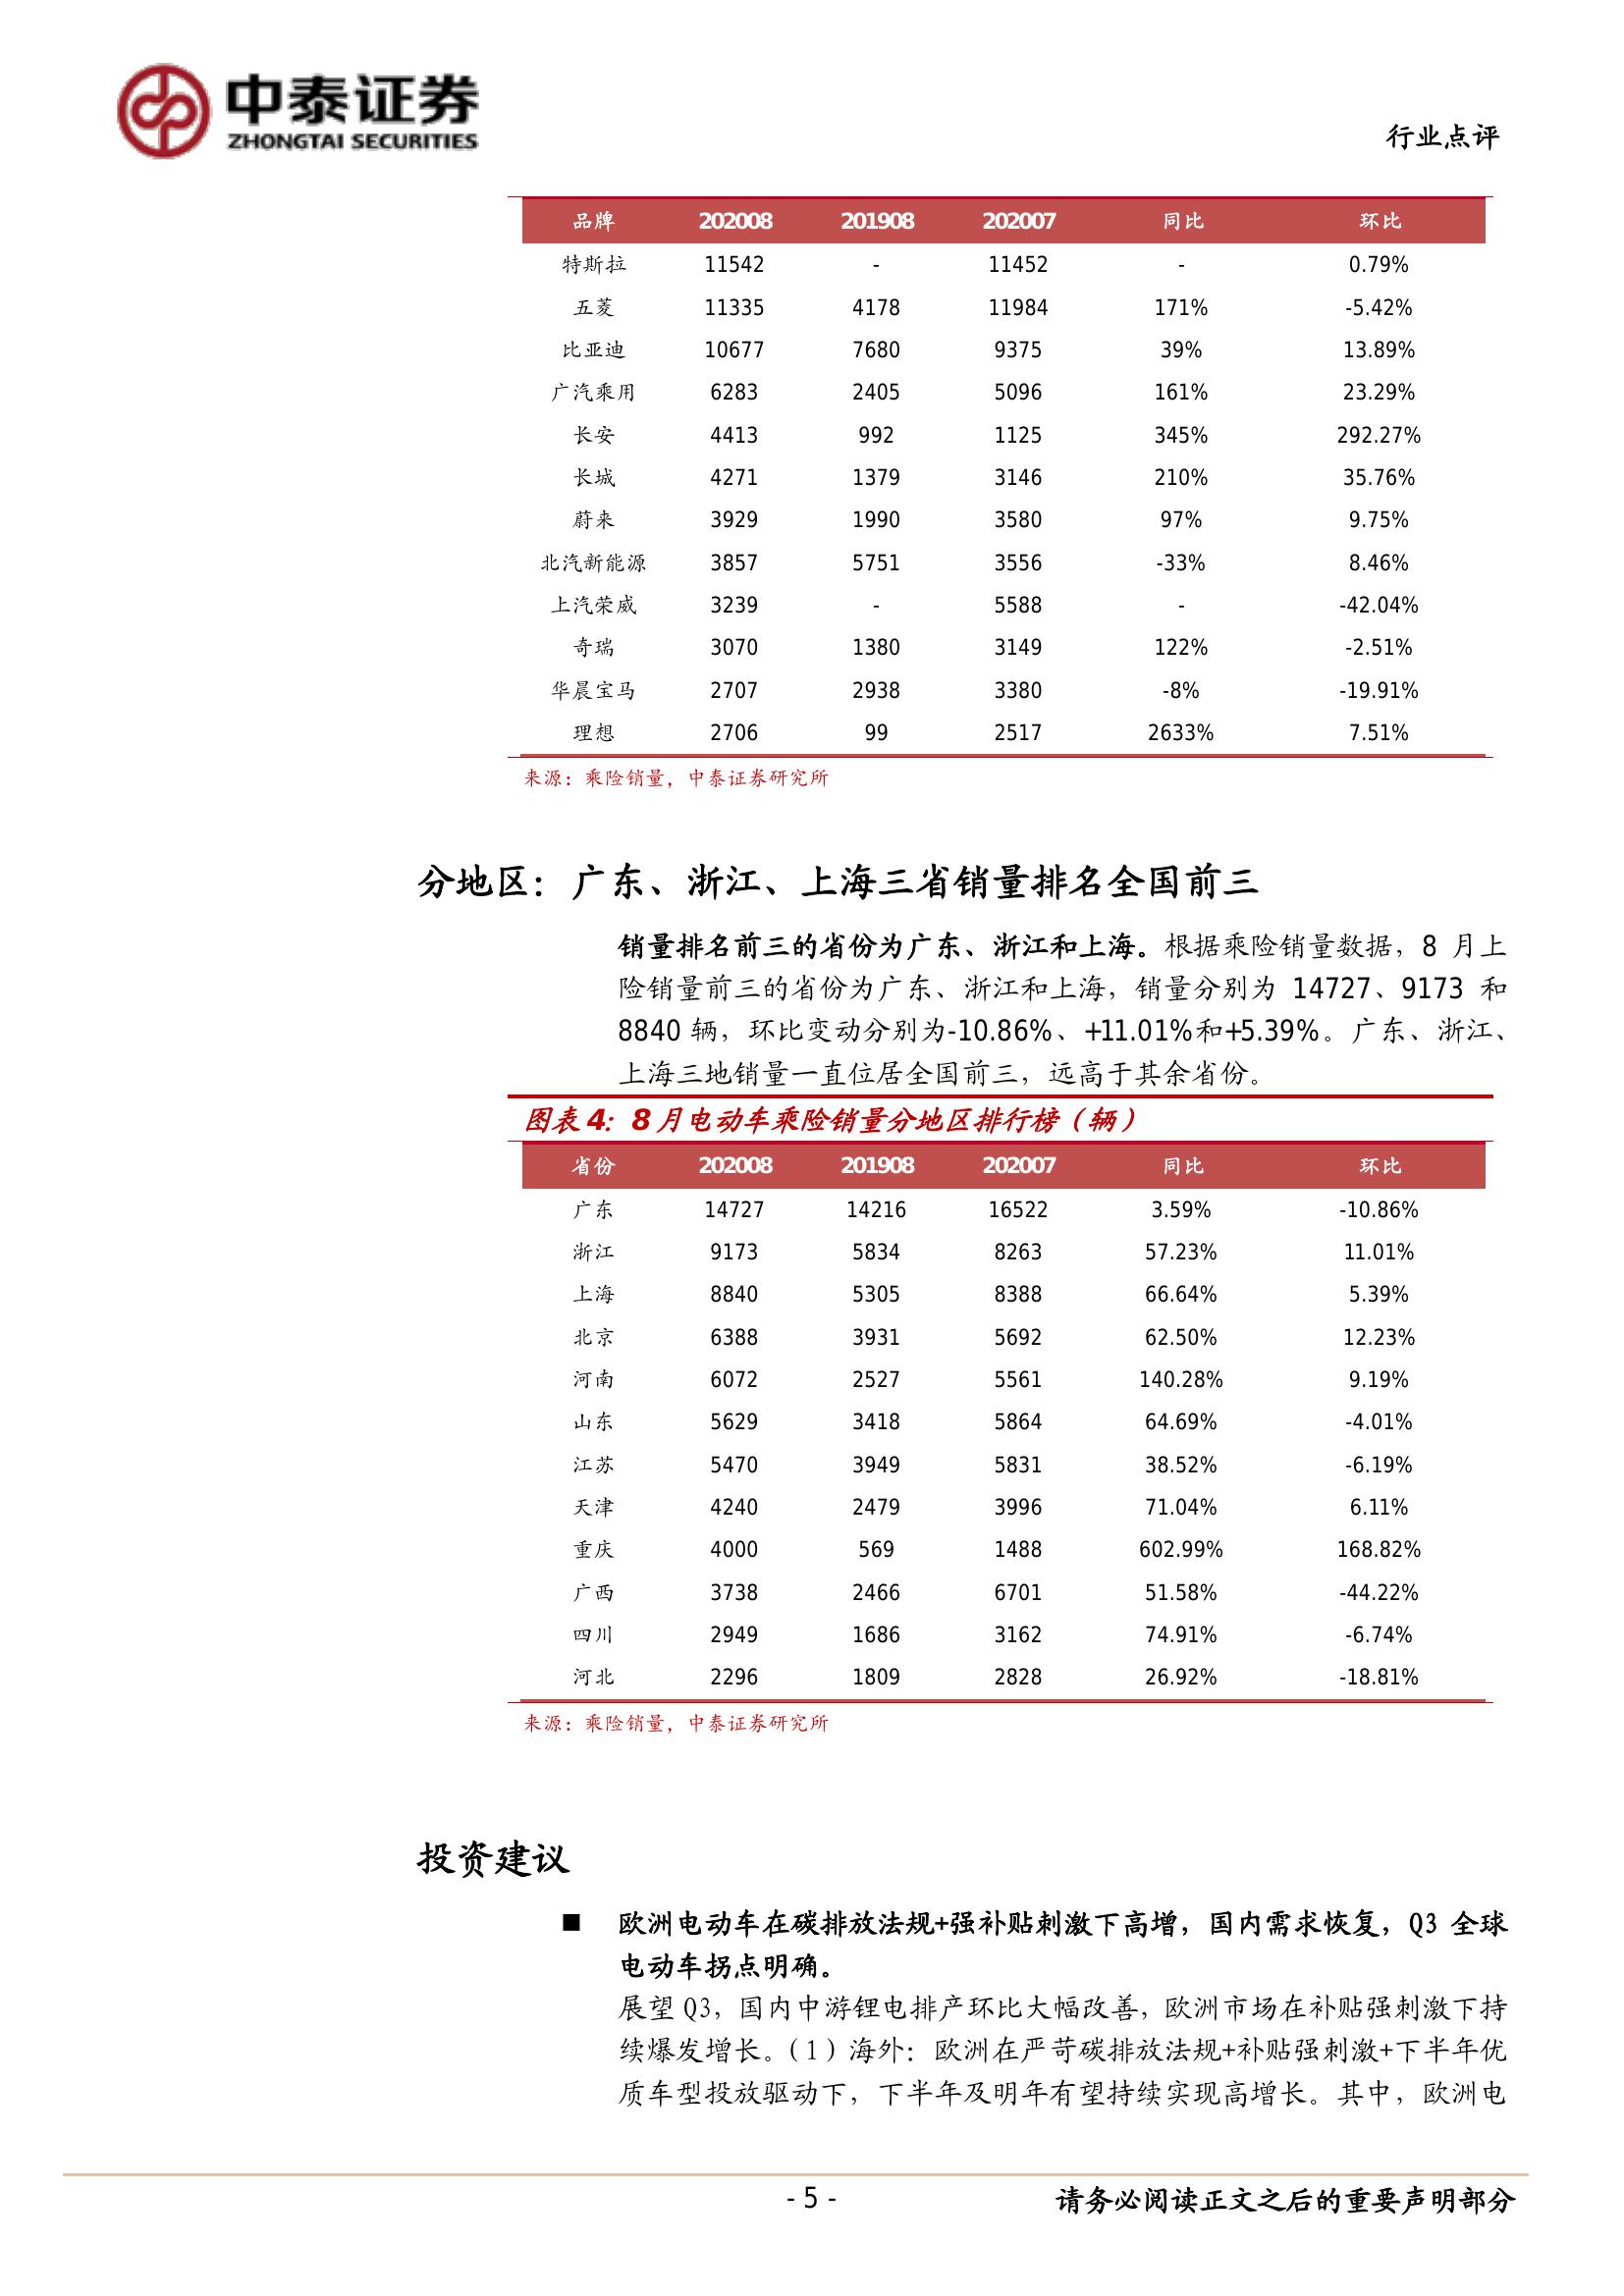 中泰证券
ZHONGTAI SECURITIES
行业点评
品牌 202008 201908 202007 同比 环比
特斯拉 11542 - 11452 - 0.79%
五菱 11335 4178 11984 171% -5.42%
比亚迪 10677 7680 9375 39% 13.89%
广汽乘用 6283 2405 5096 161% 23.29%
长安 4413 992 1125 345% 292.27%
长城 4271 1379 3146 210% 35.76%
蔚来 3929 1990 3580 97% 9.75%
北汽新能源 3857 5751 3556 -33% 8.46%
上汽荣威 3239 - 5588 - -42.04%
奇瑞 3070 1380 3149 122% -2.51%
华晨宝马 2707 2938 3380 -8% -19.91%
理想 2706 99 2517 2633% 7.51%
来源：乘险销量，中泰证券研究所
分地区：广东、浙江、上海三省销量排名全国前三
销量排名前三的省份为广东、浙江和上海。根据乘险销量数据，8 月上
险销量前三的省份为广东、浙江和上海，销量分别为 14727、9173 和
8840 辆，环比变动分别为-10.86%、+11.01%和+5.39%。广东、浙江、
上海三地销量一直位居全国前三，远高于其余省份。
图表 4：8 月电动车乘险销量分地区排行榜（辆）
省份 202008 201908 202007 同比 环比
广东 14727 14216 16522 3.59% -10.86%
浙江 9173 5834 8263 57.23% 11.01%
上海 8840 5305 8388 66.64% 5.39%
北京 6388 3931 5692 62.50% 12.23%
河南 6072 2527 5561 140.28% 9.19%
山东 5629 3418 5864 64.69% -4.01%
江苏 5470 3949 5831 38.52% -6.19%
天津 4240 2479 3996 71.04% 6.11%
重庆 4000 569 1488 602.99% 168.82%
广西 3738 2466 6701 51.58% -44.22%
四川 2949 1686 3162 74.91% -6.74%
河北 2296 1809 2828 26.92% -18.81%
来源：乘险销量，中泰证券研究所
投资建议
■ 欧洲电动车在碳排放法规+强补贴刺激下高增，国内需求恢复，Q3 全球
电动车拐点明确。
展望 Q3，国内中游锂电排产环比大幅改善，欧洲市场在补贴强刺激下持
续爆发增长。（1）海外：欧洲在严苛碳排放法规+补贴强刺激+下半年优
质车型投放驱动下，下半年及明年有望持续实现高增长。其中，欧洲电
- 5 -
请务必阅读正文之后的重要声明部分